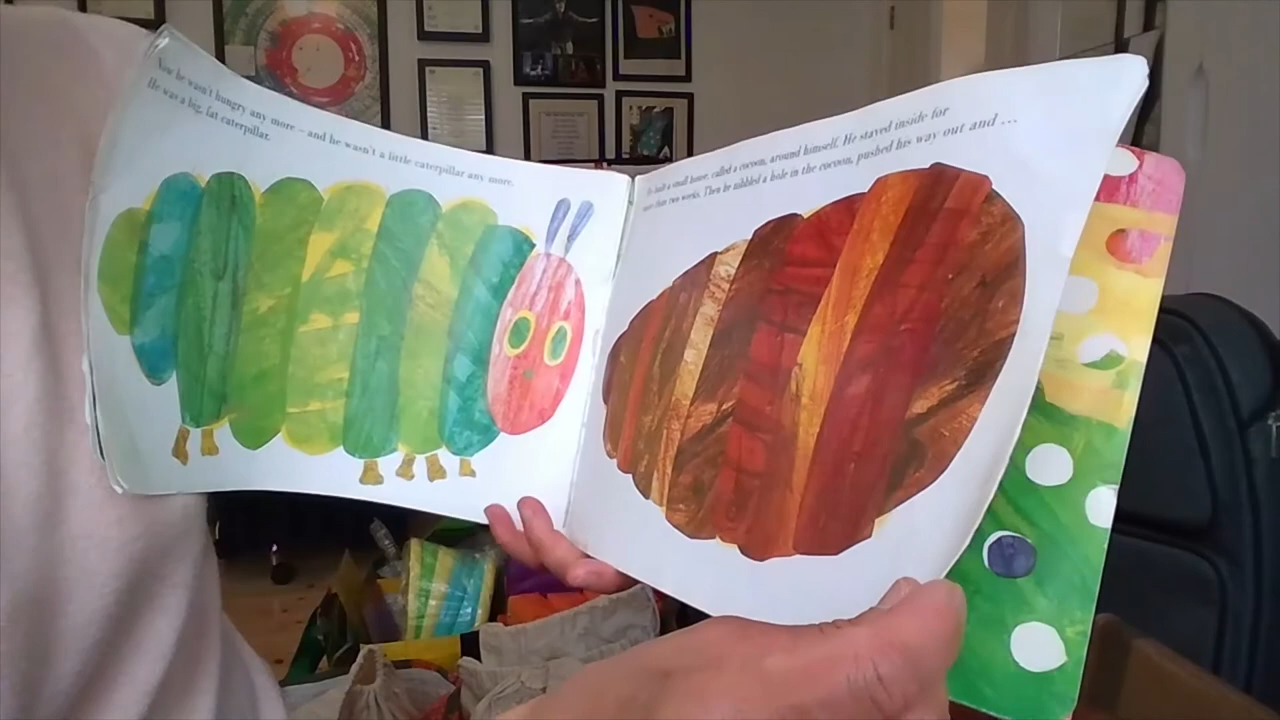 Now he wasn't hungry any more – and he wasn't a little caterpillar any more.
He was a big, fat caterpillar.
He built a small house, called a cocoon, around himself. He stayed inside for
more than two weeks. Then he nibbled a hole in the cocoon, pushed his way out and ...